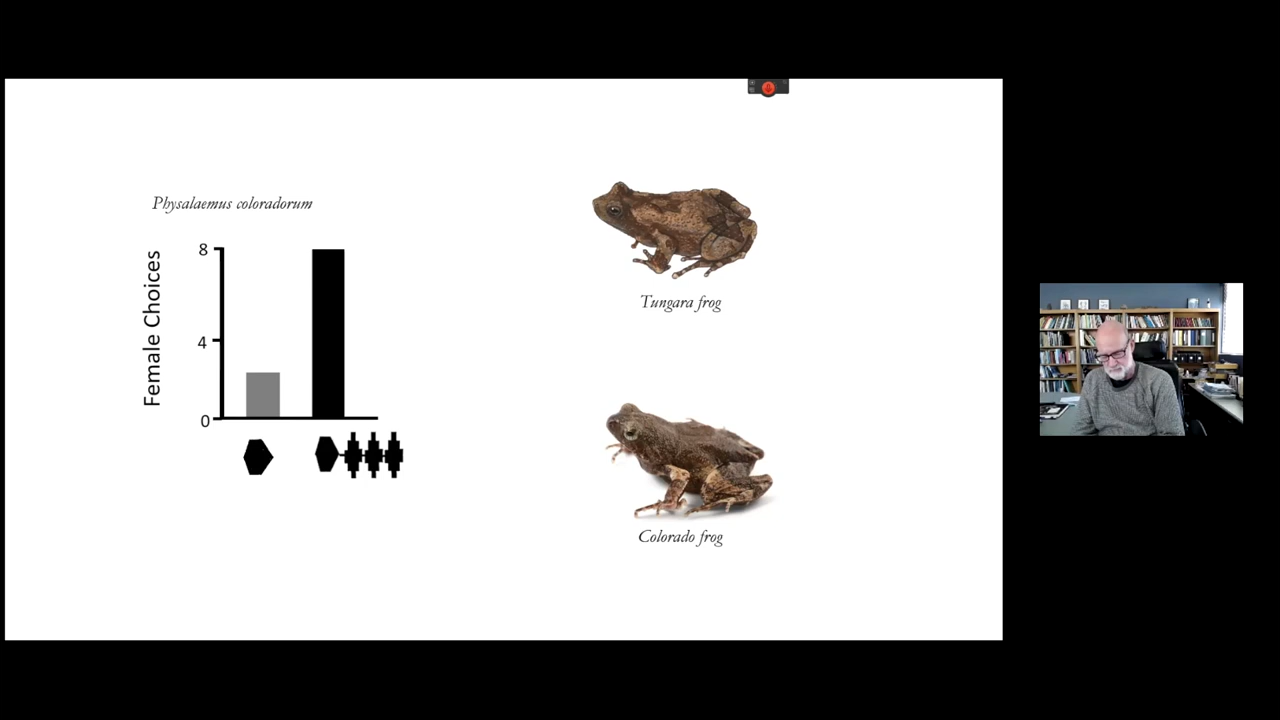 Physalaemus coloradorum
Female Choices
8
4
0
Tungara frog
Colorado frog